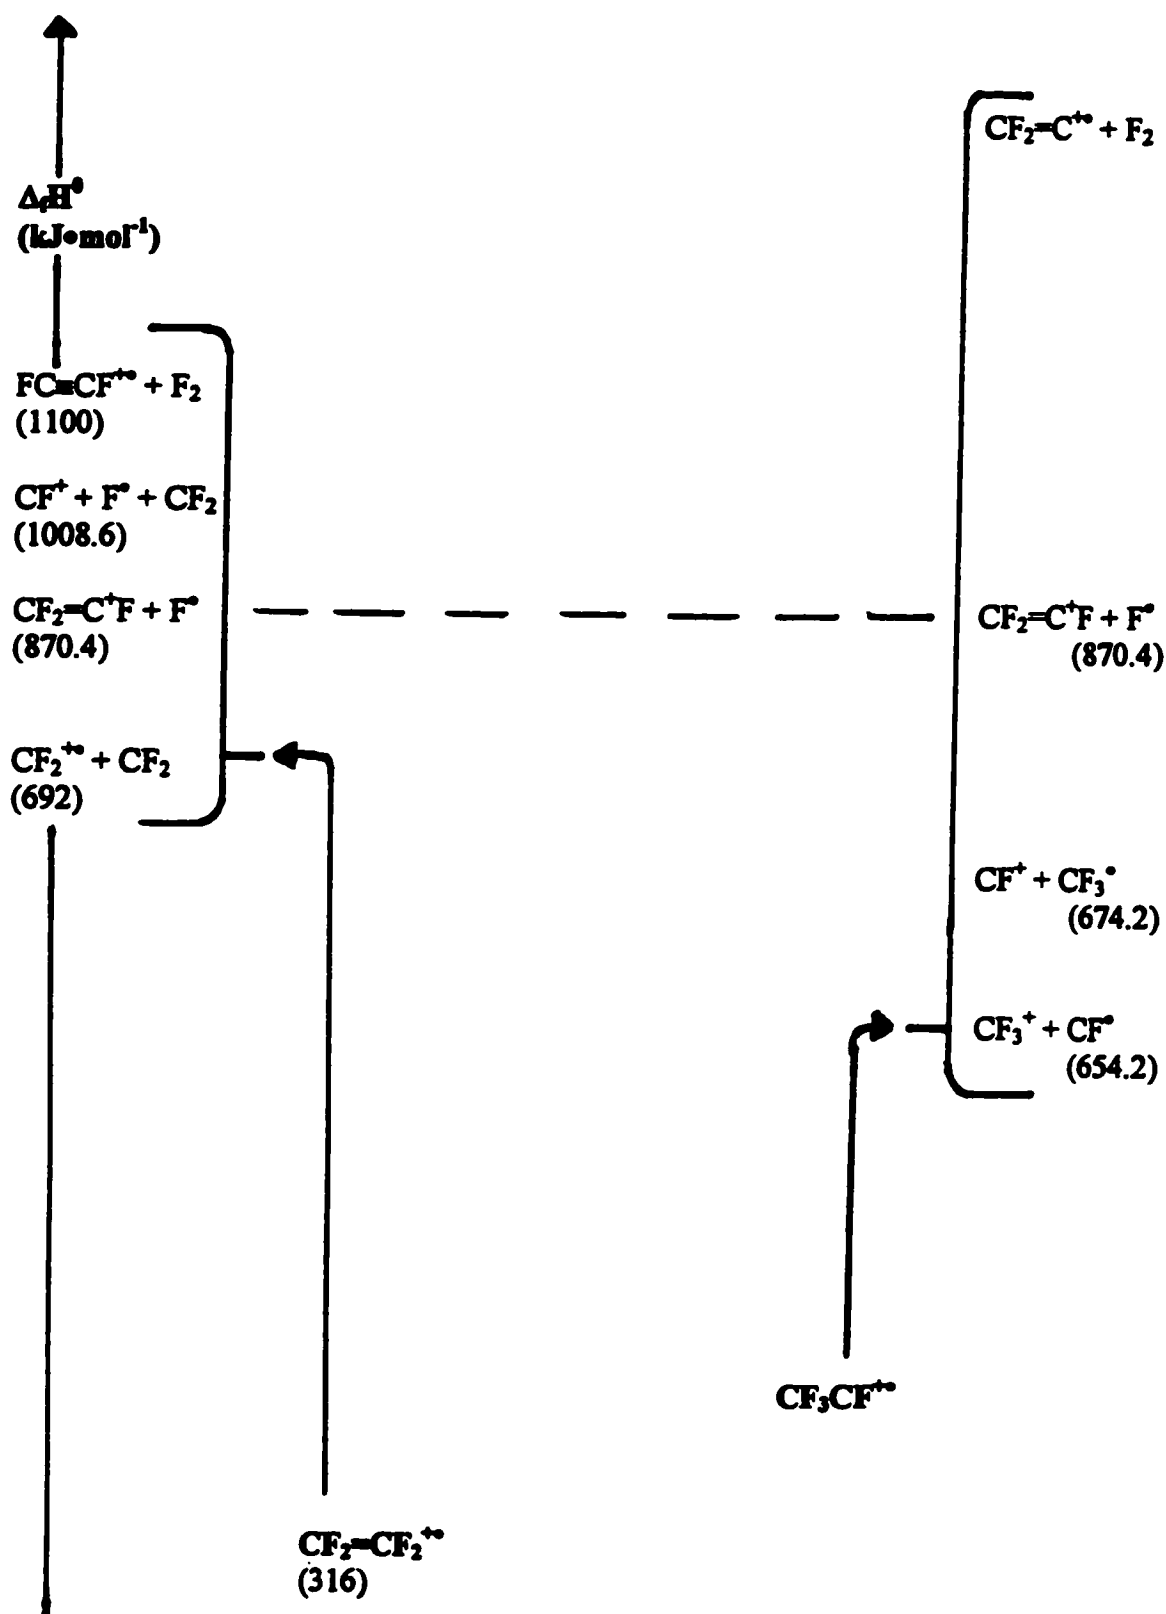 CF₂=C⁺• + F₂
ΔfH⁰
(kJ•mol⁻¹)
FC≡CF⁺• + F₂
(1100)
CF⁺ + F• + CF₂
(1008.6)
CF₂=C⁺F + F•
(870.4)
CF₂=C⁺F + F•
(870.4)
CF₂⁺• + CF₂
(692)
CF⁺ + CF₃•
(674.2)
CF₃⁺ + CF•
(654.2)
CF₃CF⁺•
CF₂=CF₂⁺•
(316)